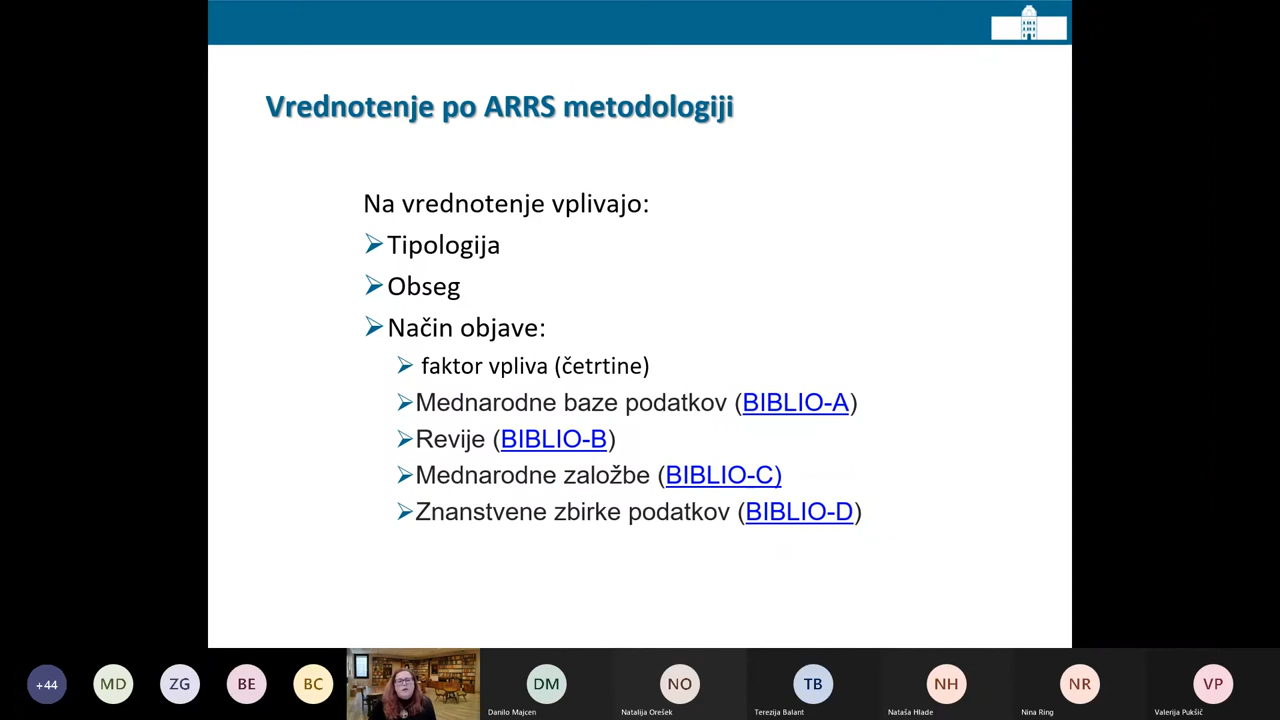 Vrednotenje po ARRS metodologiji
Na vrednotenje vplivajo:
Tipologija
Obseg
Način objave:
faktor vpliva (četrtine)
Mednarodne baze podatkov (BIBLIO-A)
Revije (BIBLIO-B)
Mednarodne založbe (BIBLIO-C)
Znanstvene zbirke podatkov (BIBLIO-D)
+44
MD
ZG
BE
BC
DM
NO
TB
NH
NR
VP
Danilo Majcen
Natalija Orešek
Terezija Balant
Nataša Hlade
Nina Ring
Valerija Pukšič